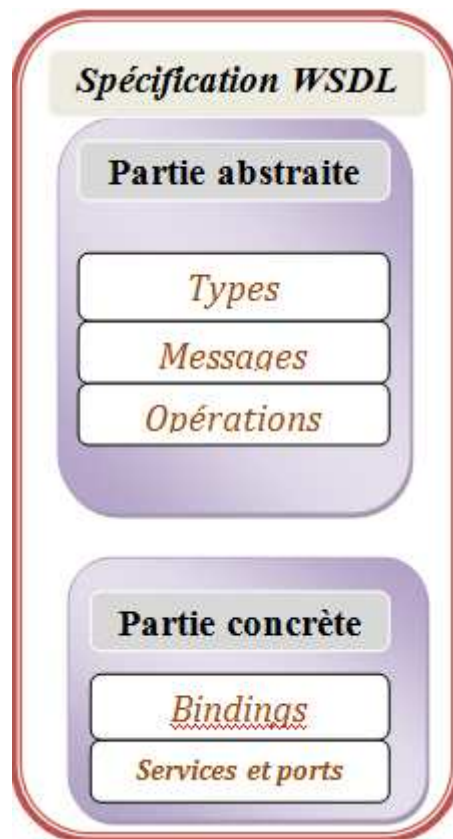 Spécification WSDL
Partie abstraite
Types
Messages
Opérations
Partie concrète
Bindings
Services et ports